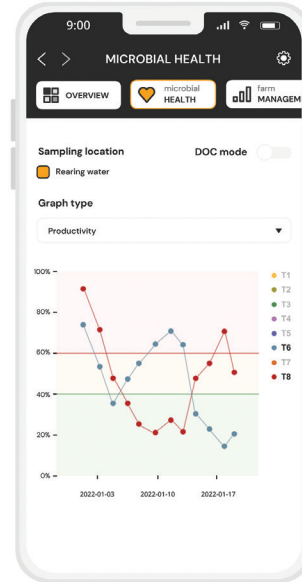 9:00
MICROBIAL HEALTH
OVERVIEW
microbial
HEALTH
farm
MANAGEM
Sampling location
DOC mode
Rearing water
Graph type
Productivity
100%
80%
60%
40%
20%
0%
2022-01-03
2022-01-10
2022-01-17
T1
T2
T3
T4
T5
T6
T7
T8